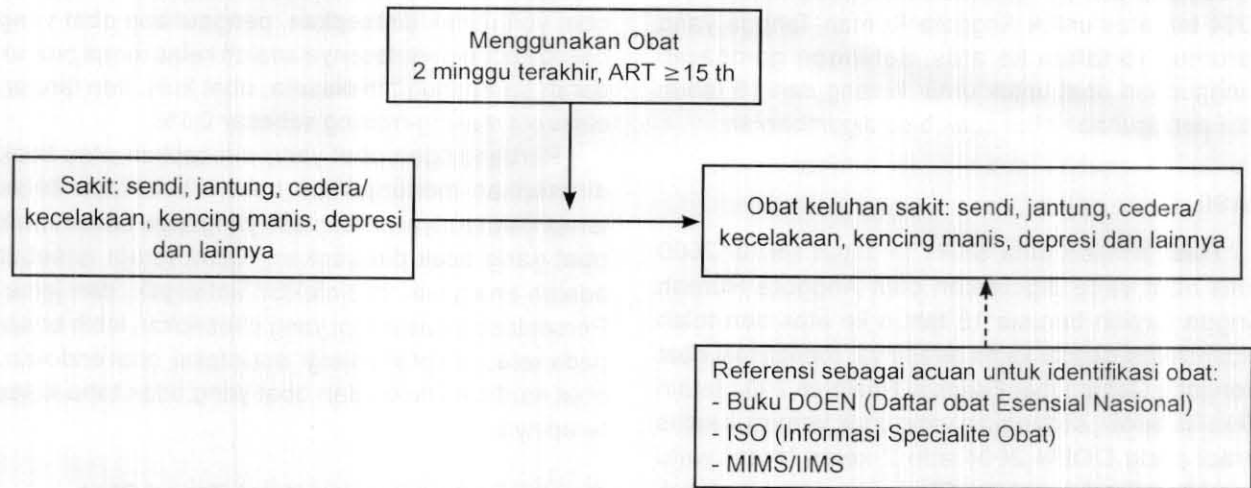 Menggunakan Obat
2 minggu terakhir, ART ≥15 th
Sakit: sendi, jantung, cedera/
kecelakaan, kencing manis, depresi
dan lainnya
Obat keluhan sakit: sendi, jantung, cedera/
kecelakaan, kencing manis, depresi dan lainnya
Referensi sebagai acuan untuk identifikasi obat:
- Buku DOEN (Daftar obat Esensial Nasional)
- ISO (Informasi Specialite Obat)
- MIMS/IIMS